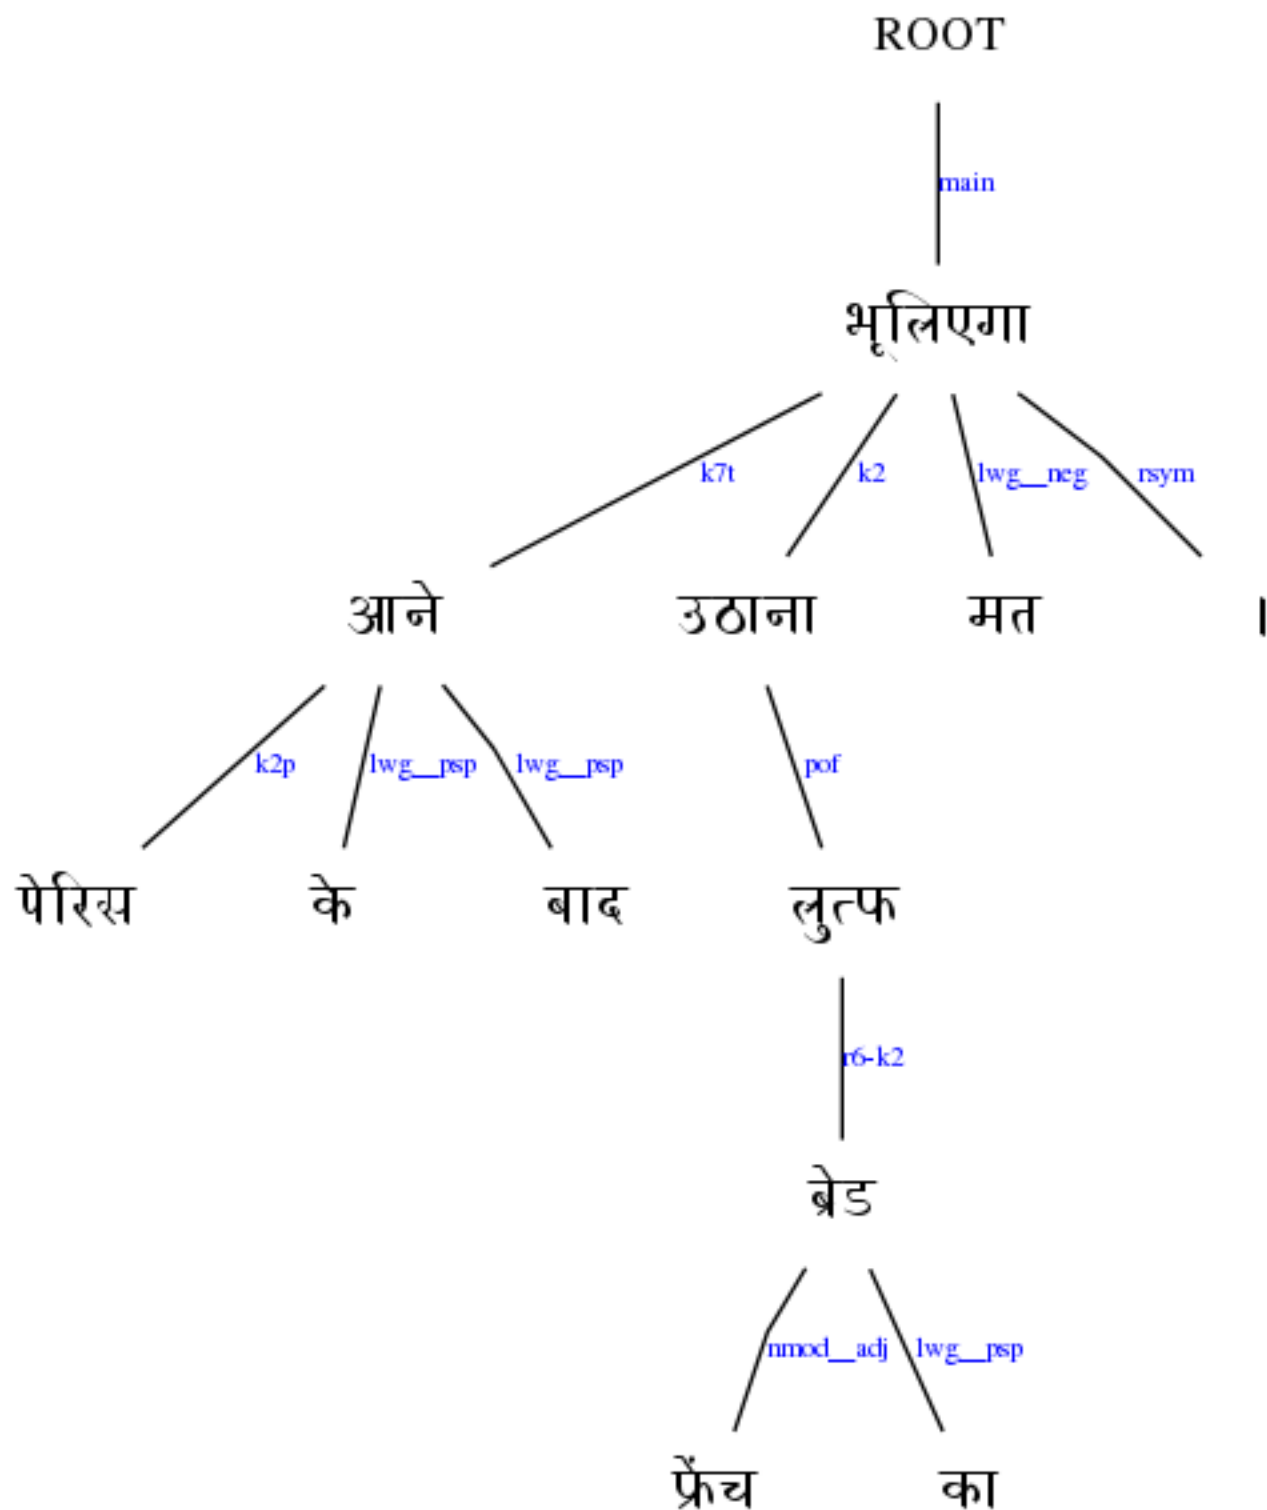 ROOT
main
भूलिएगा
k7t k2 lwg__neg rsym
आने उठाना मत ।
k2p lwg__psp lwg__psp pof
पेरिस के बाद लुत्फ
r6-k2
ब्रेड
nmod__adj lwg__psp
फ्रेंच का